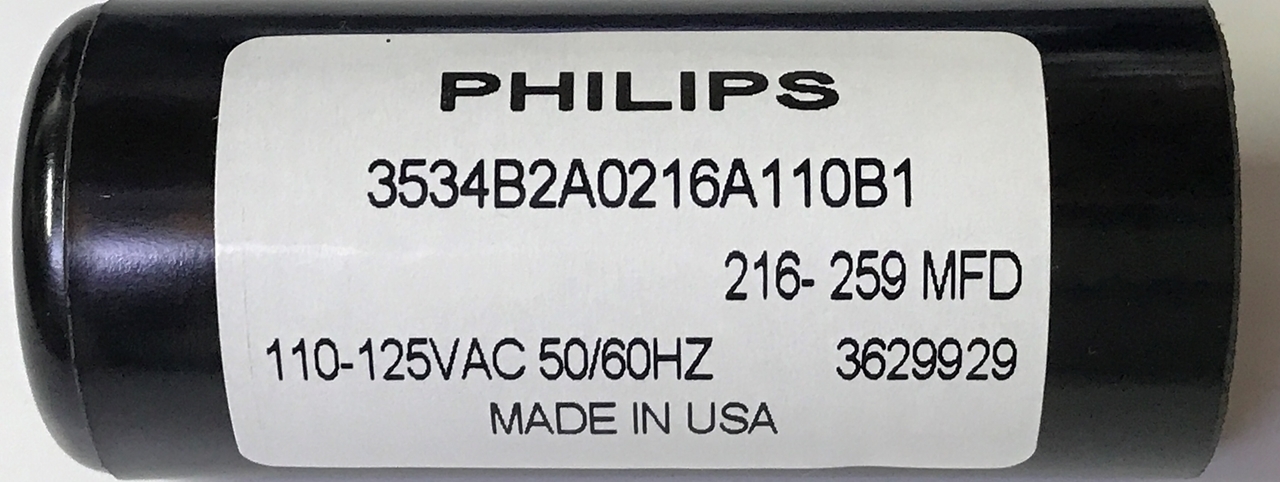 PHILIPS
3534B2A0216A110B1
216- 259 MFD
110-125VAC 50/60HZ 3629929
MADE IN USA